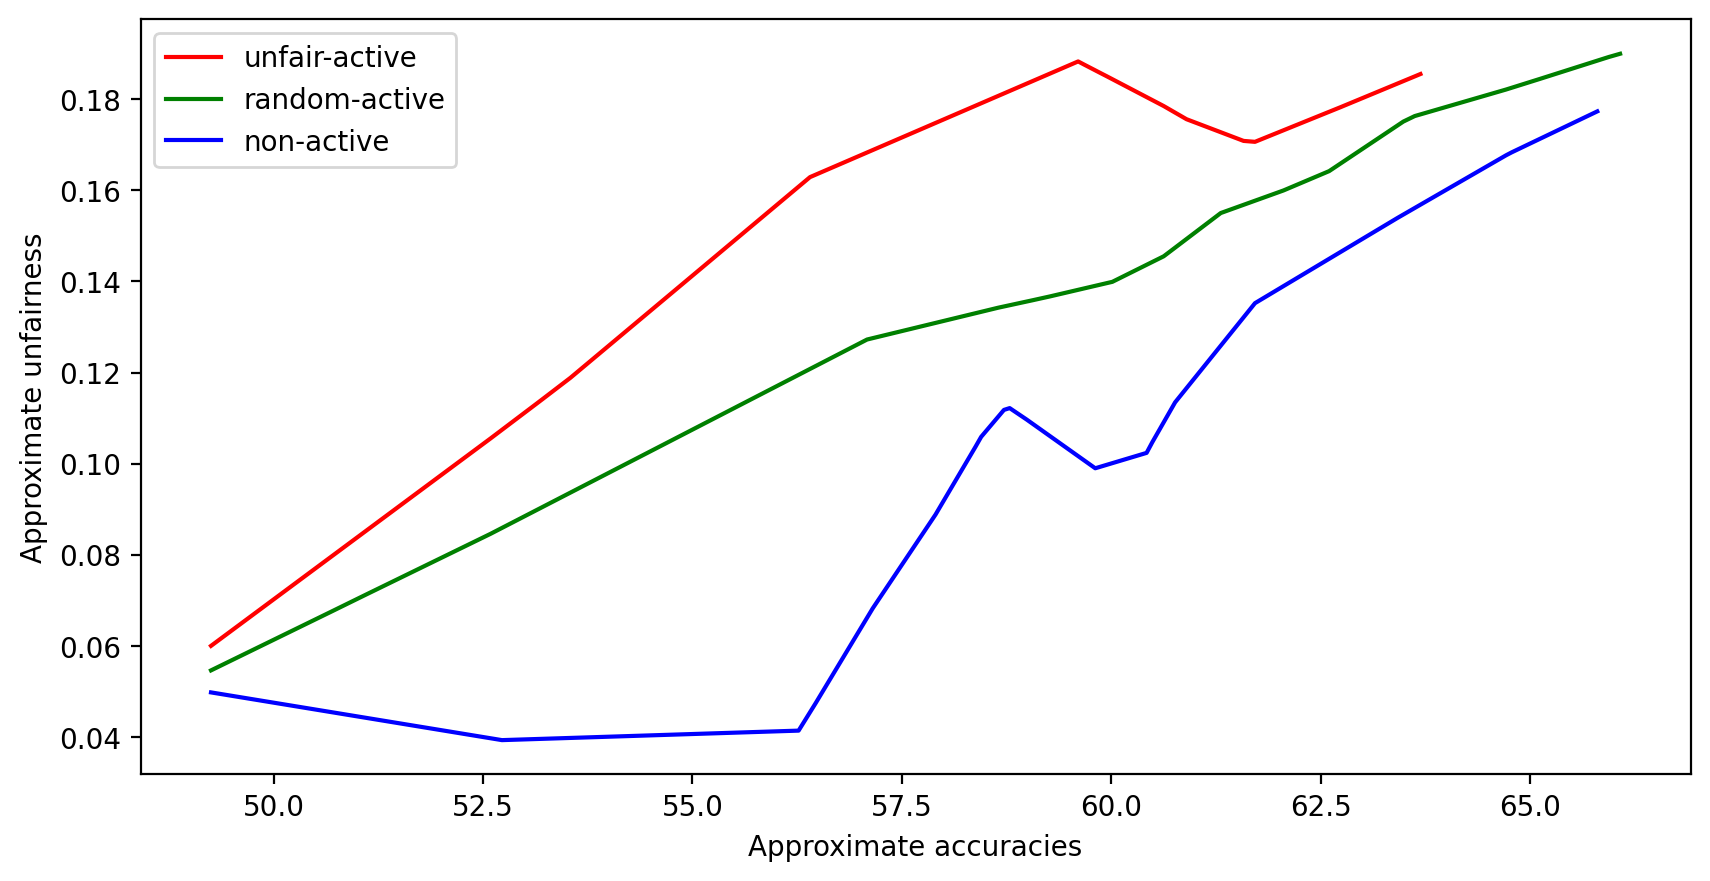 unfair-active
random-active
non-active
Approximate unfairness
0.18
0.16
0.14
0.12
0.10
0.08
0.06
0.04
50.0 52.5 55.0 57.5 60.0 62.5 65.0
Approximate accuracies